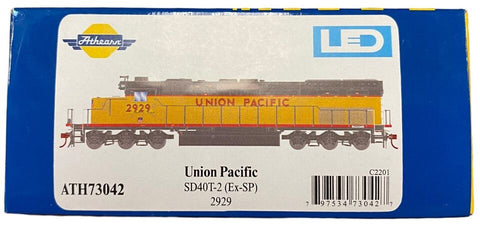 Athearn
LED
2929
UNION PACIFIC
Union Pacific
SD40T-2 (Ex-SP)
2929
ATH73042
C2201
7 97534 73042 7